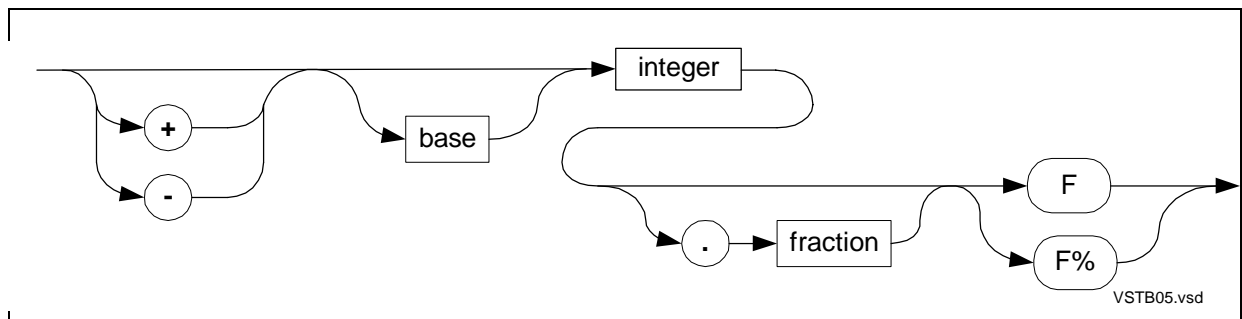 integer
+
base
-
F
. fraction
F%
VSTB05.vsd